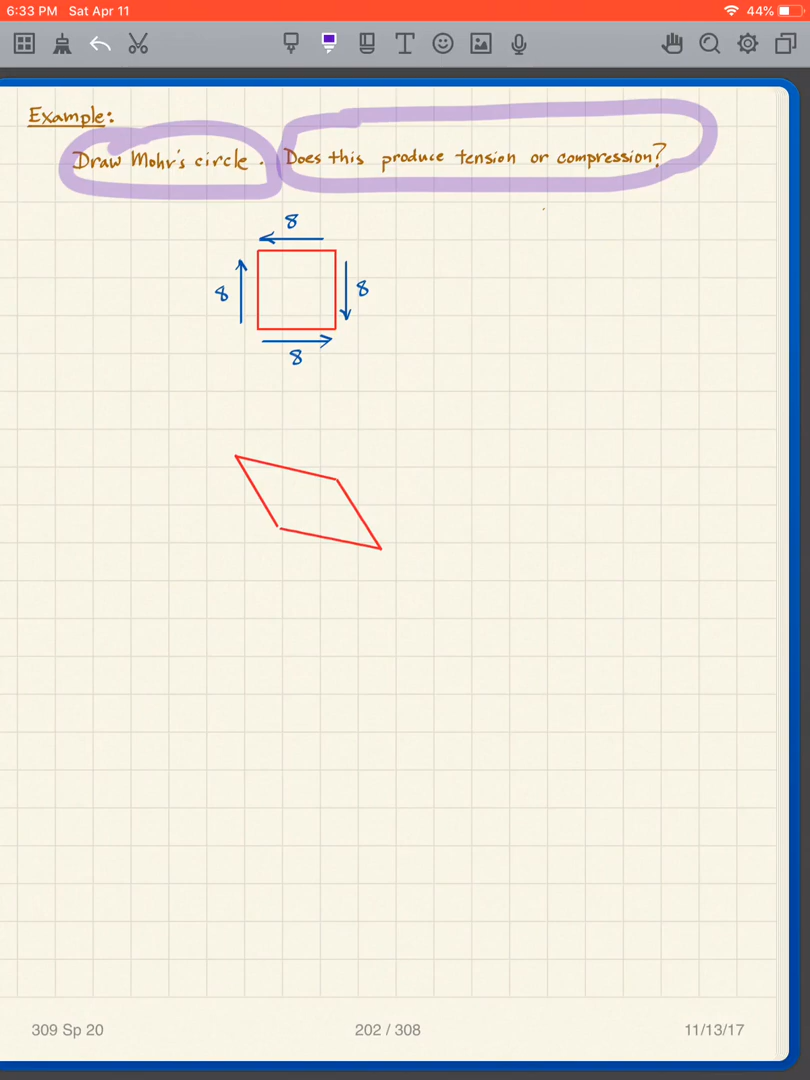 6:33 PM Sat Apr 11 44%
T
Example:
Draw Mohr's circle. Does this produce tension or compression?
8
8 8
8
309 Sp 20 202 / 308 11/13/17